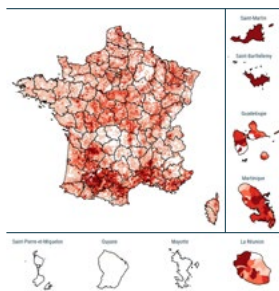 Saint-Martin
Saint-Barthélemy
Guadeloupe
Martinique
Saint-Pierre-et-Miquelon
Guyane
Mayotte
La Réunion